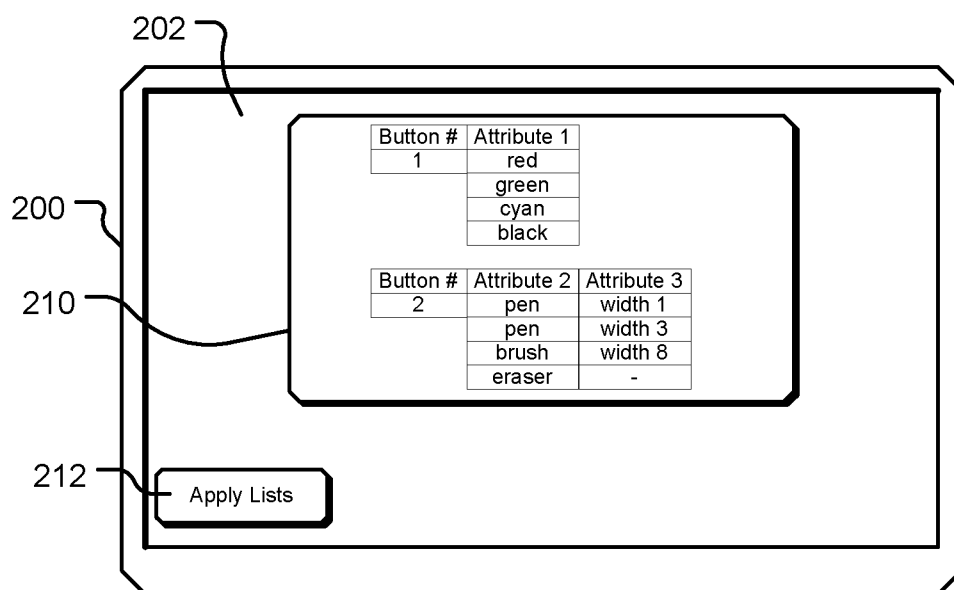 202
Button # Attribute 1
1 red
green
cyan
black
200
Button # Attribute 2 Attribute 3
2 pen width 1
pen width 3
brush width 8
eraser -
210
212
Apply Lists